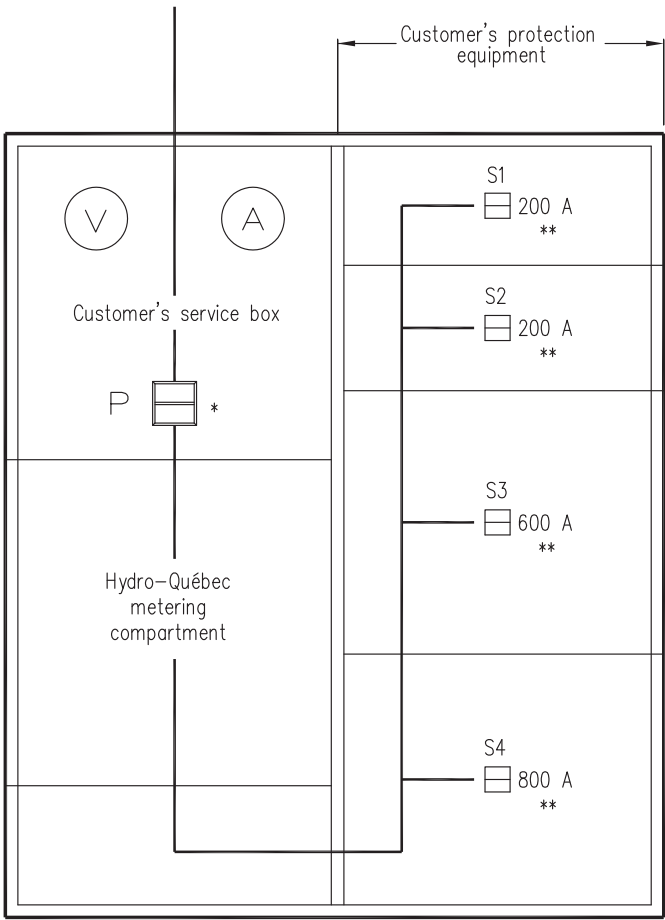 Customer's protection
equipment
V
A
Customer's service box
P
*
Hydro-Québec
metering
compartment
S1
200 A
**
S2
200 A
**
S3
600 A
**
S4
800 A
**